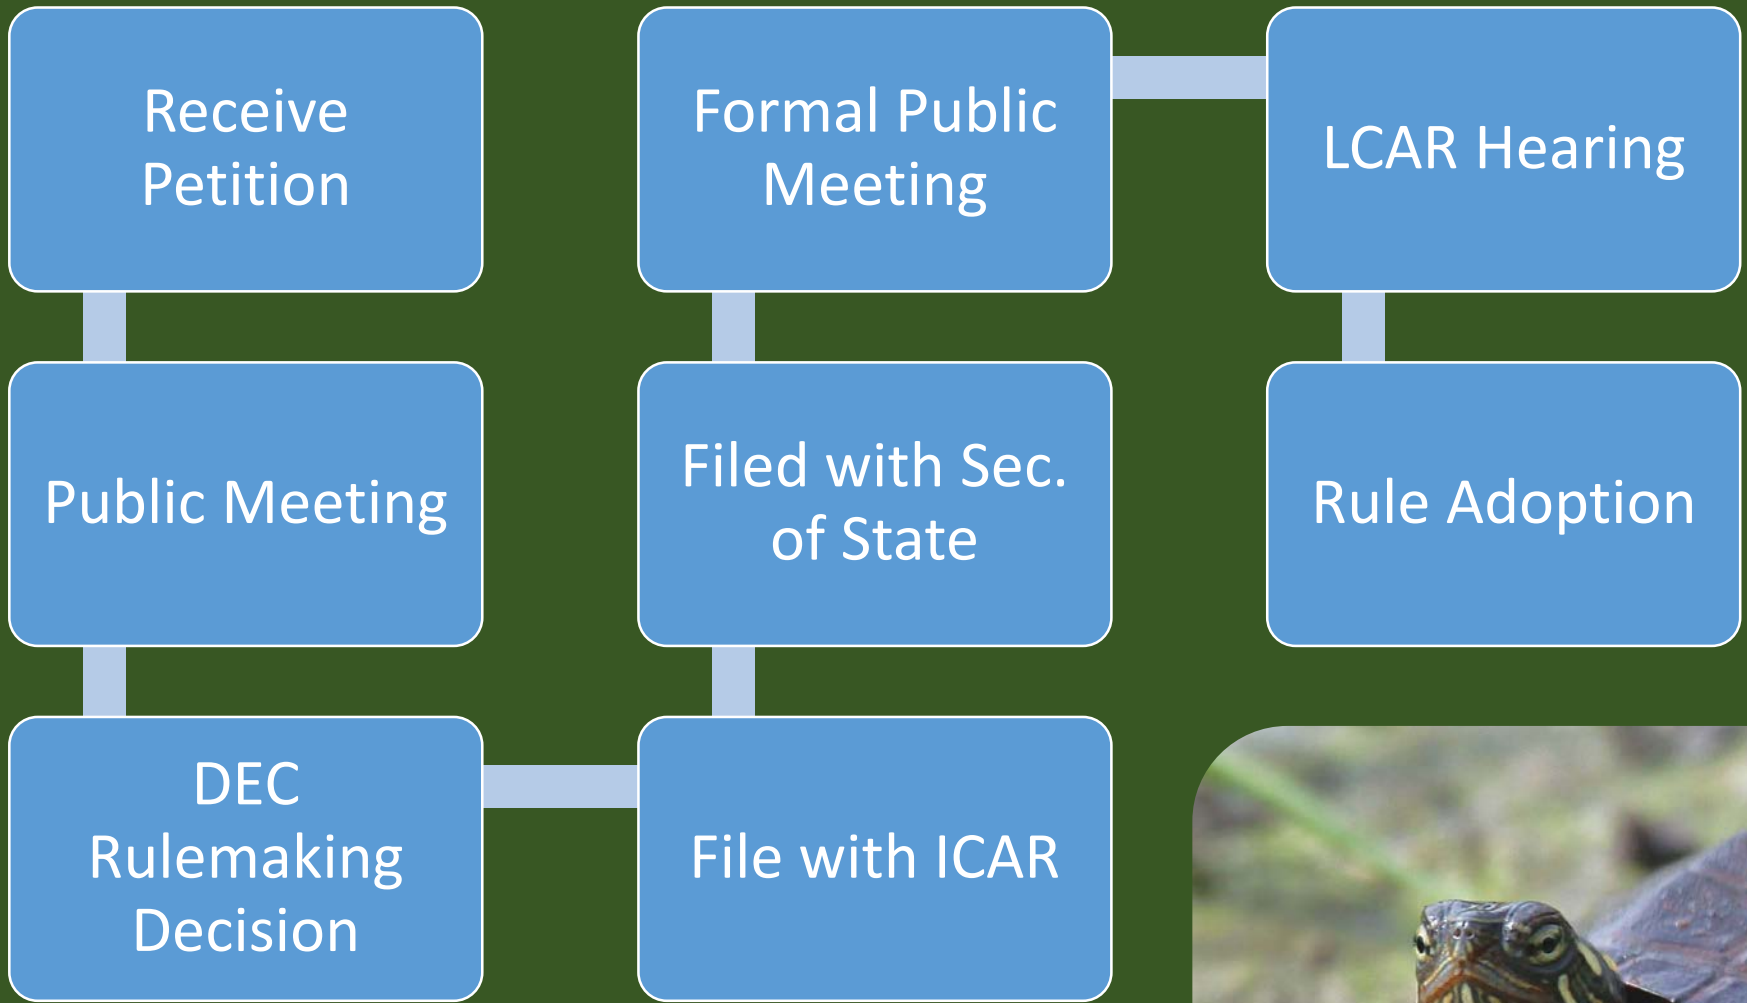 Receive
Petition
Public Meeting
DEC
Rulemaking
Decision
File with ICAR
Filed with Sec.
of State
Formal Public
Meeting
LCAR Hearing
Rule Adoption